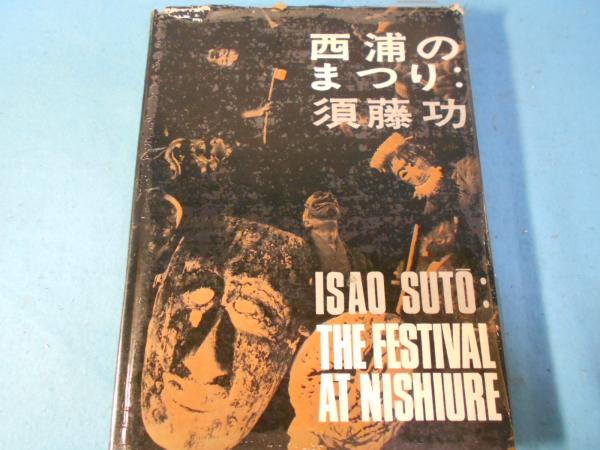 西浦の
まつり:
須藤功
ISAO SUTŌ:
THE FESTIVAL
AT NISHIURE